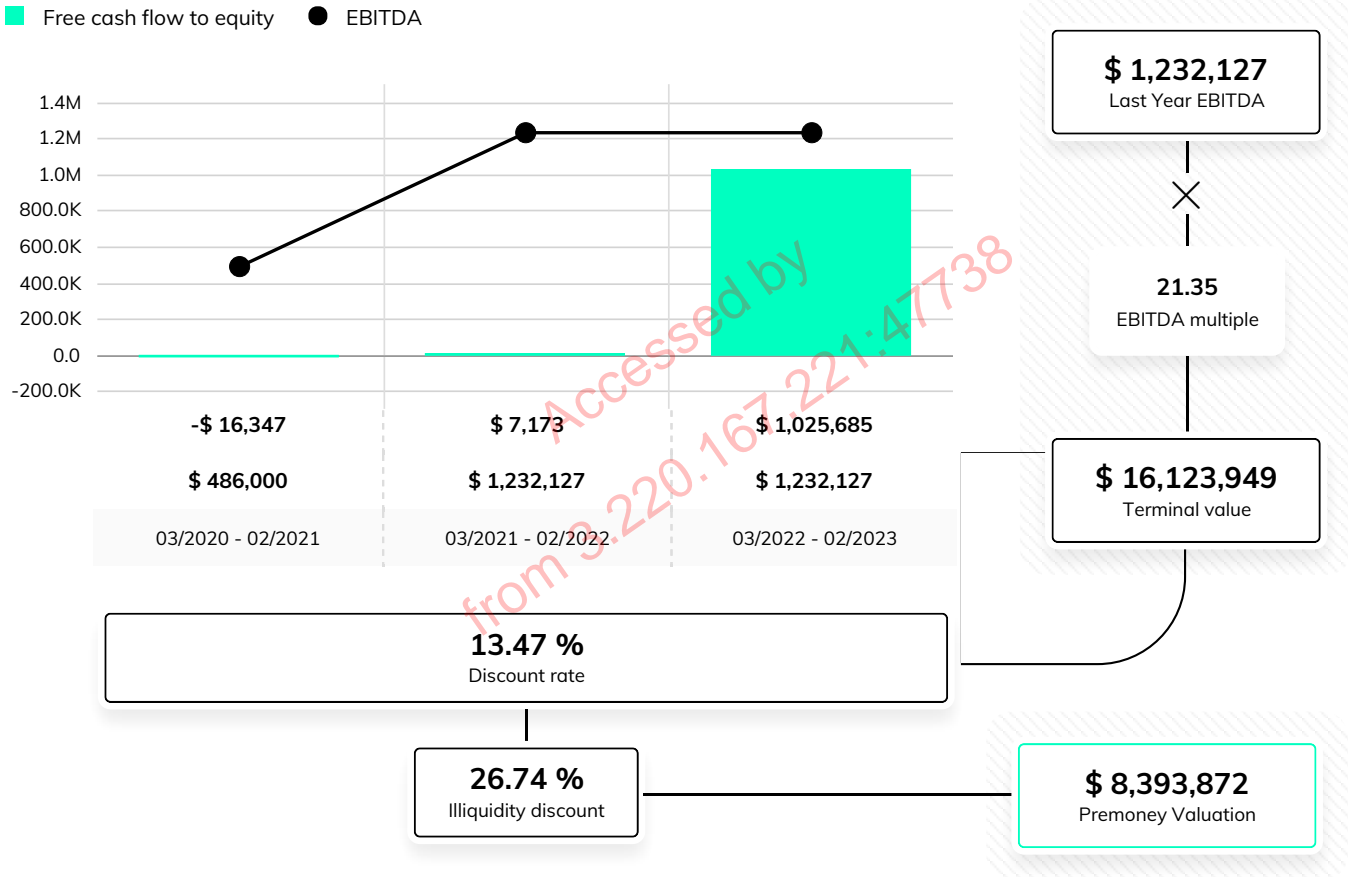 Free cash flow to equity EBITDA
1.4M
1.2M
1.0M
800.0K
600.0K
400.0K
200.0K
0.0
-200.0K
-$ 16,347 $ 7,173 $ 1,025,685
$ 486,000 $ 1,232,127 $ 1,232,127
03/2020 - 02/2021 03/2021 - 02/2022 03/2022 - 02/2023
$ 1,232,127
Last Year EBITDA
21.35
EBITDA multiple
$ 16,123,949
Terminal value
13.47 %
Discount rate
26.74 %
Illiquidity discount
$ 8,393,872
Premoney Valuation
Accessed by
from 3.220.167.221:47738